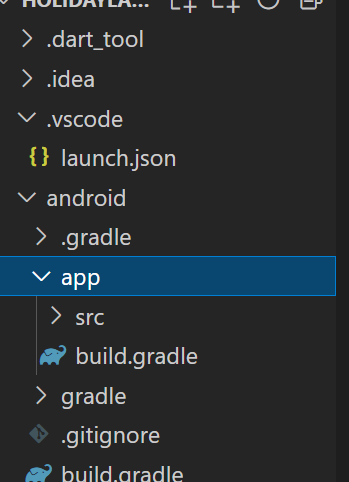 HOLIDAYLA...
.dart_tool
.idea
.vscode
{} launch.json
android
.gradle
app
src
build.gradle
gradle
.gitignore
build.gradle